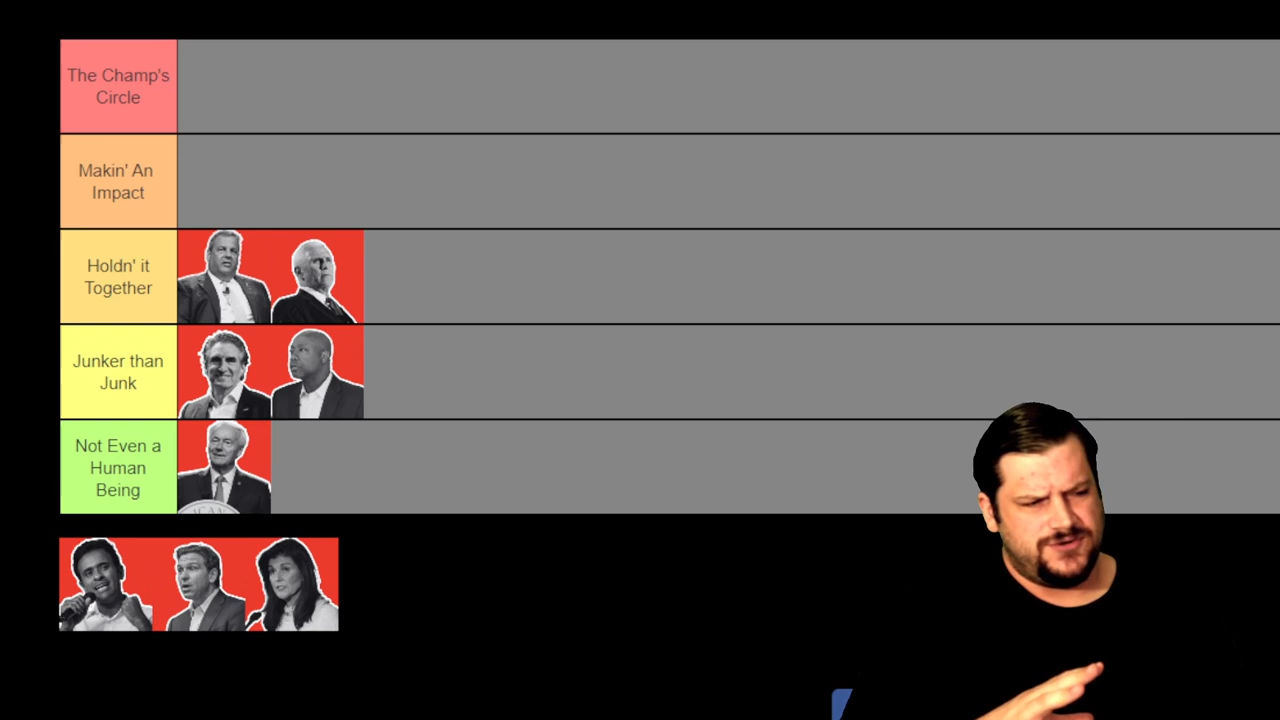 The Champ's
Circle
Makin' An
Impact
Holdn' it
Together
Junker than
Junk
Not Even a
Human
Being